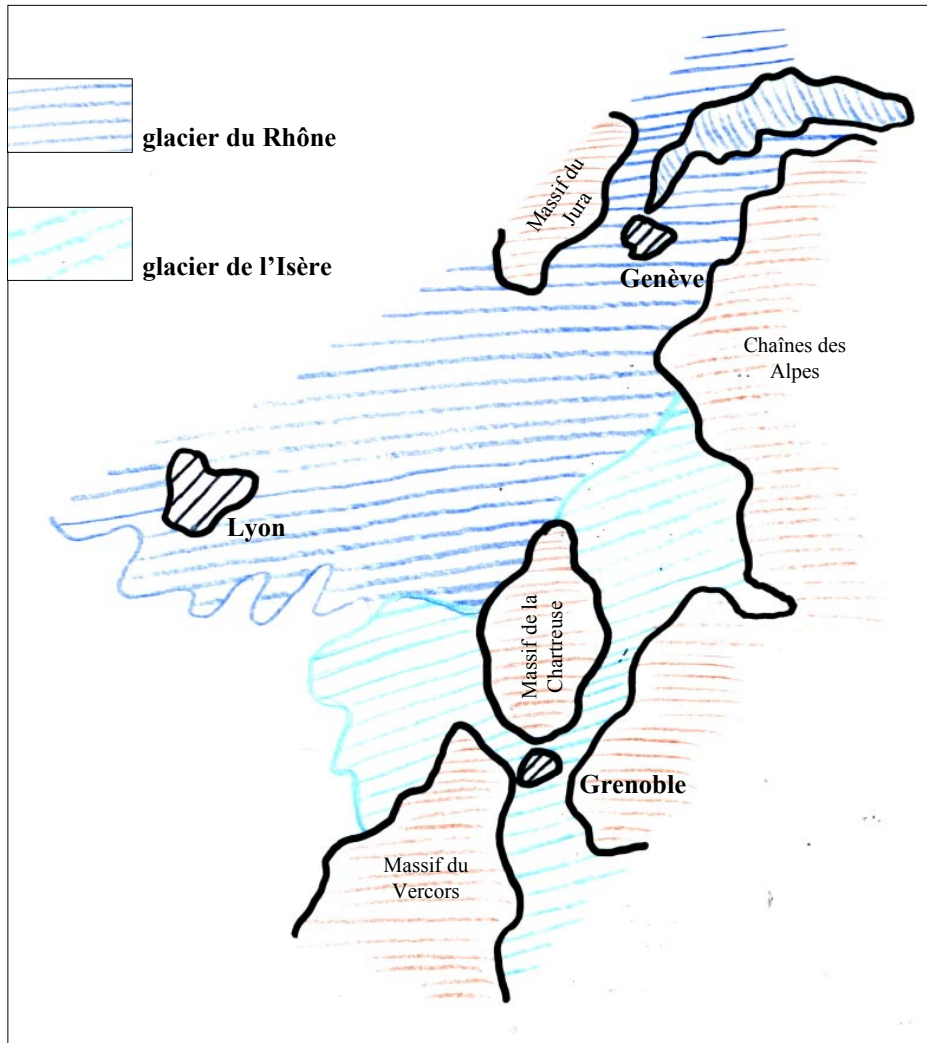 glacier du Rhône
glacier de l'Isère
Massif du
Jura
Genève
Chaînes des
Alpes
Lyon
Massif de la
Chartreuse
Grenoble
Massif du
Vercors